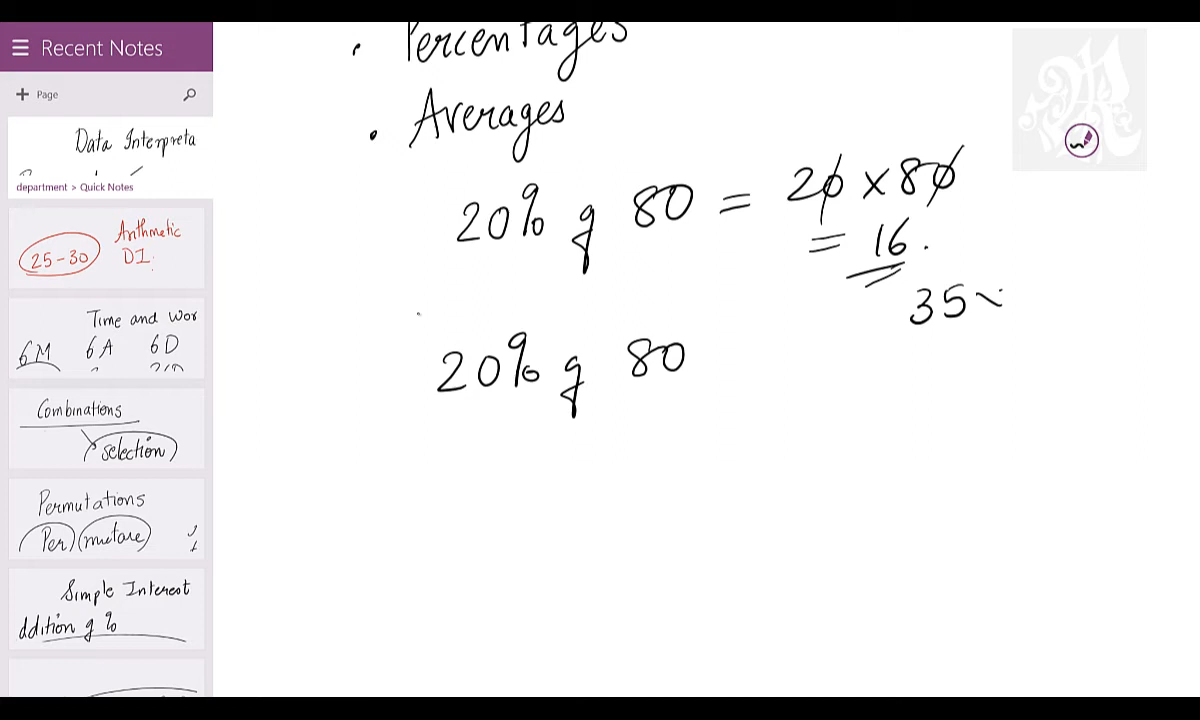 Recent Notes
+ Page
Data Interpreta
department > Quick Notes
25-30 Arithmetic
DI.
Time and Wor
6M 6A 6D
Combinations
selection
Permutations
(Per)(mutare)
Simple Interest
ddition of %
• Percentages
• Averages
20% of 80 = 20 × 80
= 16.
35
20% of 80